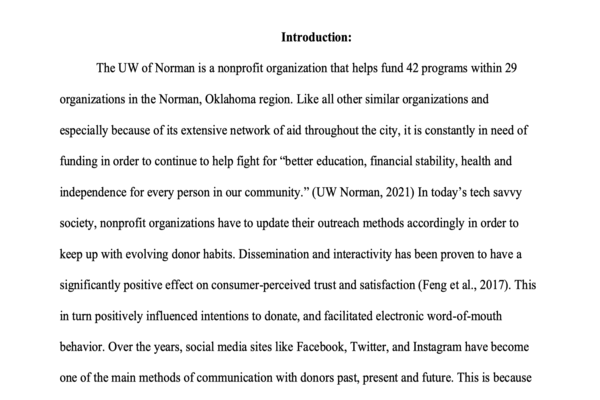 Introduction:
The UW of Norman is a nonprofit organization that helps fund 42 programs within 29
organizations in the Norman, Oklahoma region. Like all other similar organizations and
especially because of its extensive network of aid throughout the city, it is constantly in need of
funding in order to continue to help fight for “better education, financial stability, health and
independence for every person in our community.” (UW Norman, 2021) In today’s tech savvy
society, nonprofit organizations have to update their outreach methods accordingly in order to
keep up with evolving donor habits. Dissemination and interactivity has been proven to have a
significantly positive effect on consumer-perceived trust and satisfaction (Feng et al., 2017). This
in turn positively influenced intentions to donate, and facilitated electronic word-of-mouth
behavior. Over the years, social media sites like Facebook, Twitter, and Instagram have become
one of the main methods of communication with donors past, present and future. This is because